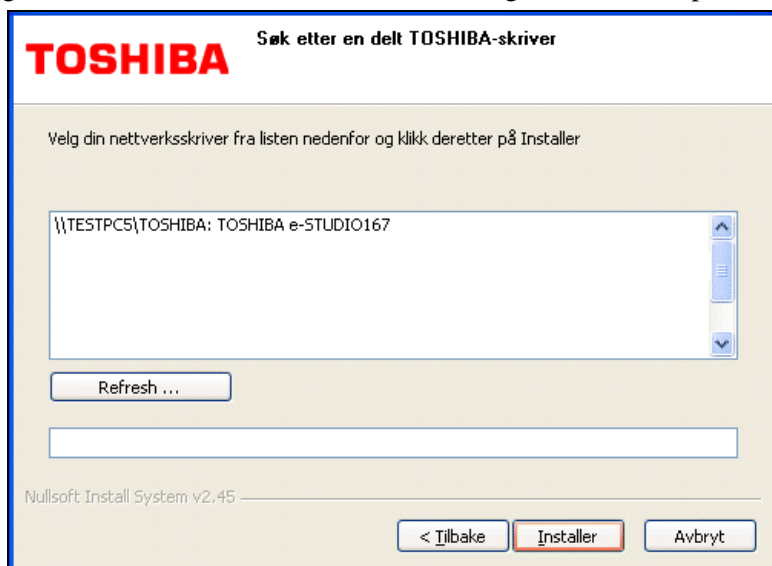 Søk etter en delt TOSHIBA-skriver
TOSHIBA
Velg din nettverksskriver fra listen nedenfor og klikk deretter på Installer
\\TESTPC5\TOSHIBA: TOSHIBA e-STUDIO167
Refresh ...
Nullsoft Install System v2.45
< Tilbake Installer Avbryt